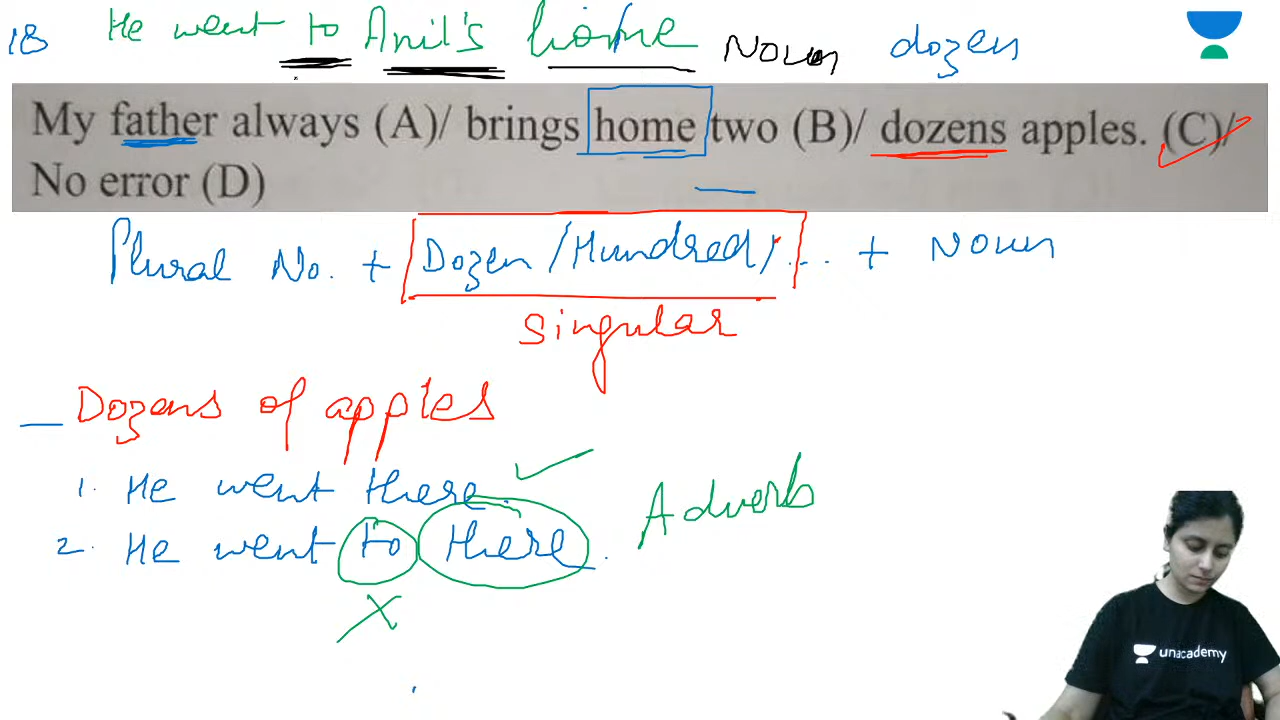 18 He went to Anil's home Noun dozen
My father always (A)/ brings home two (B)/ dozens apples. (C)/
No error (D)
Plural No. + Dozen / Hundred / ... + Noun
Singular
Dozens of apples
1. He went there.
2. He went to there.
Adverb
unacademy